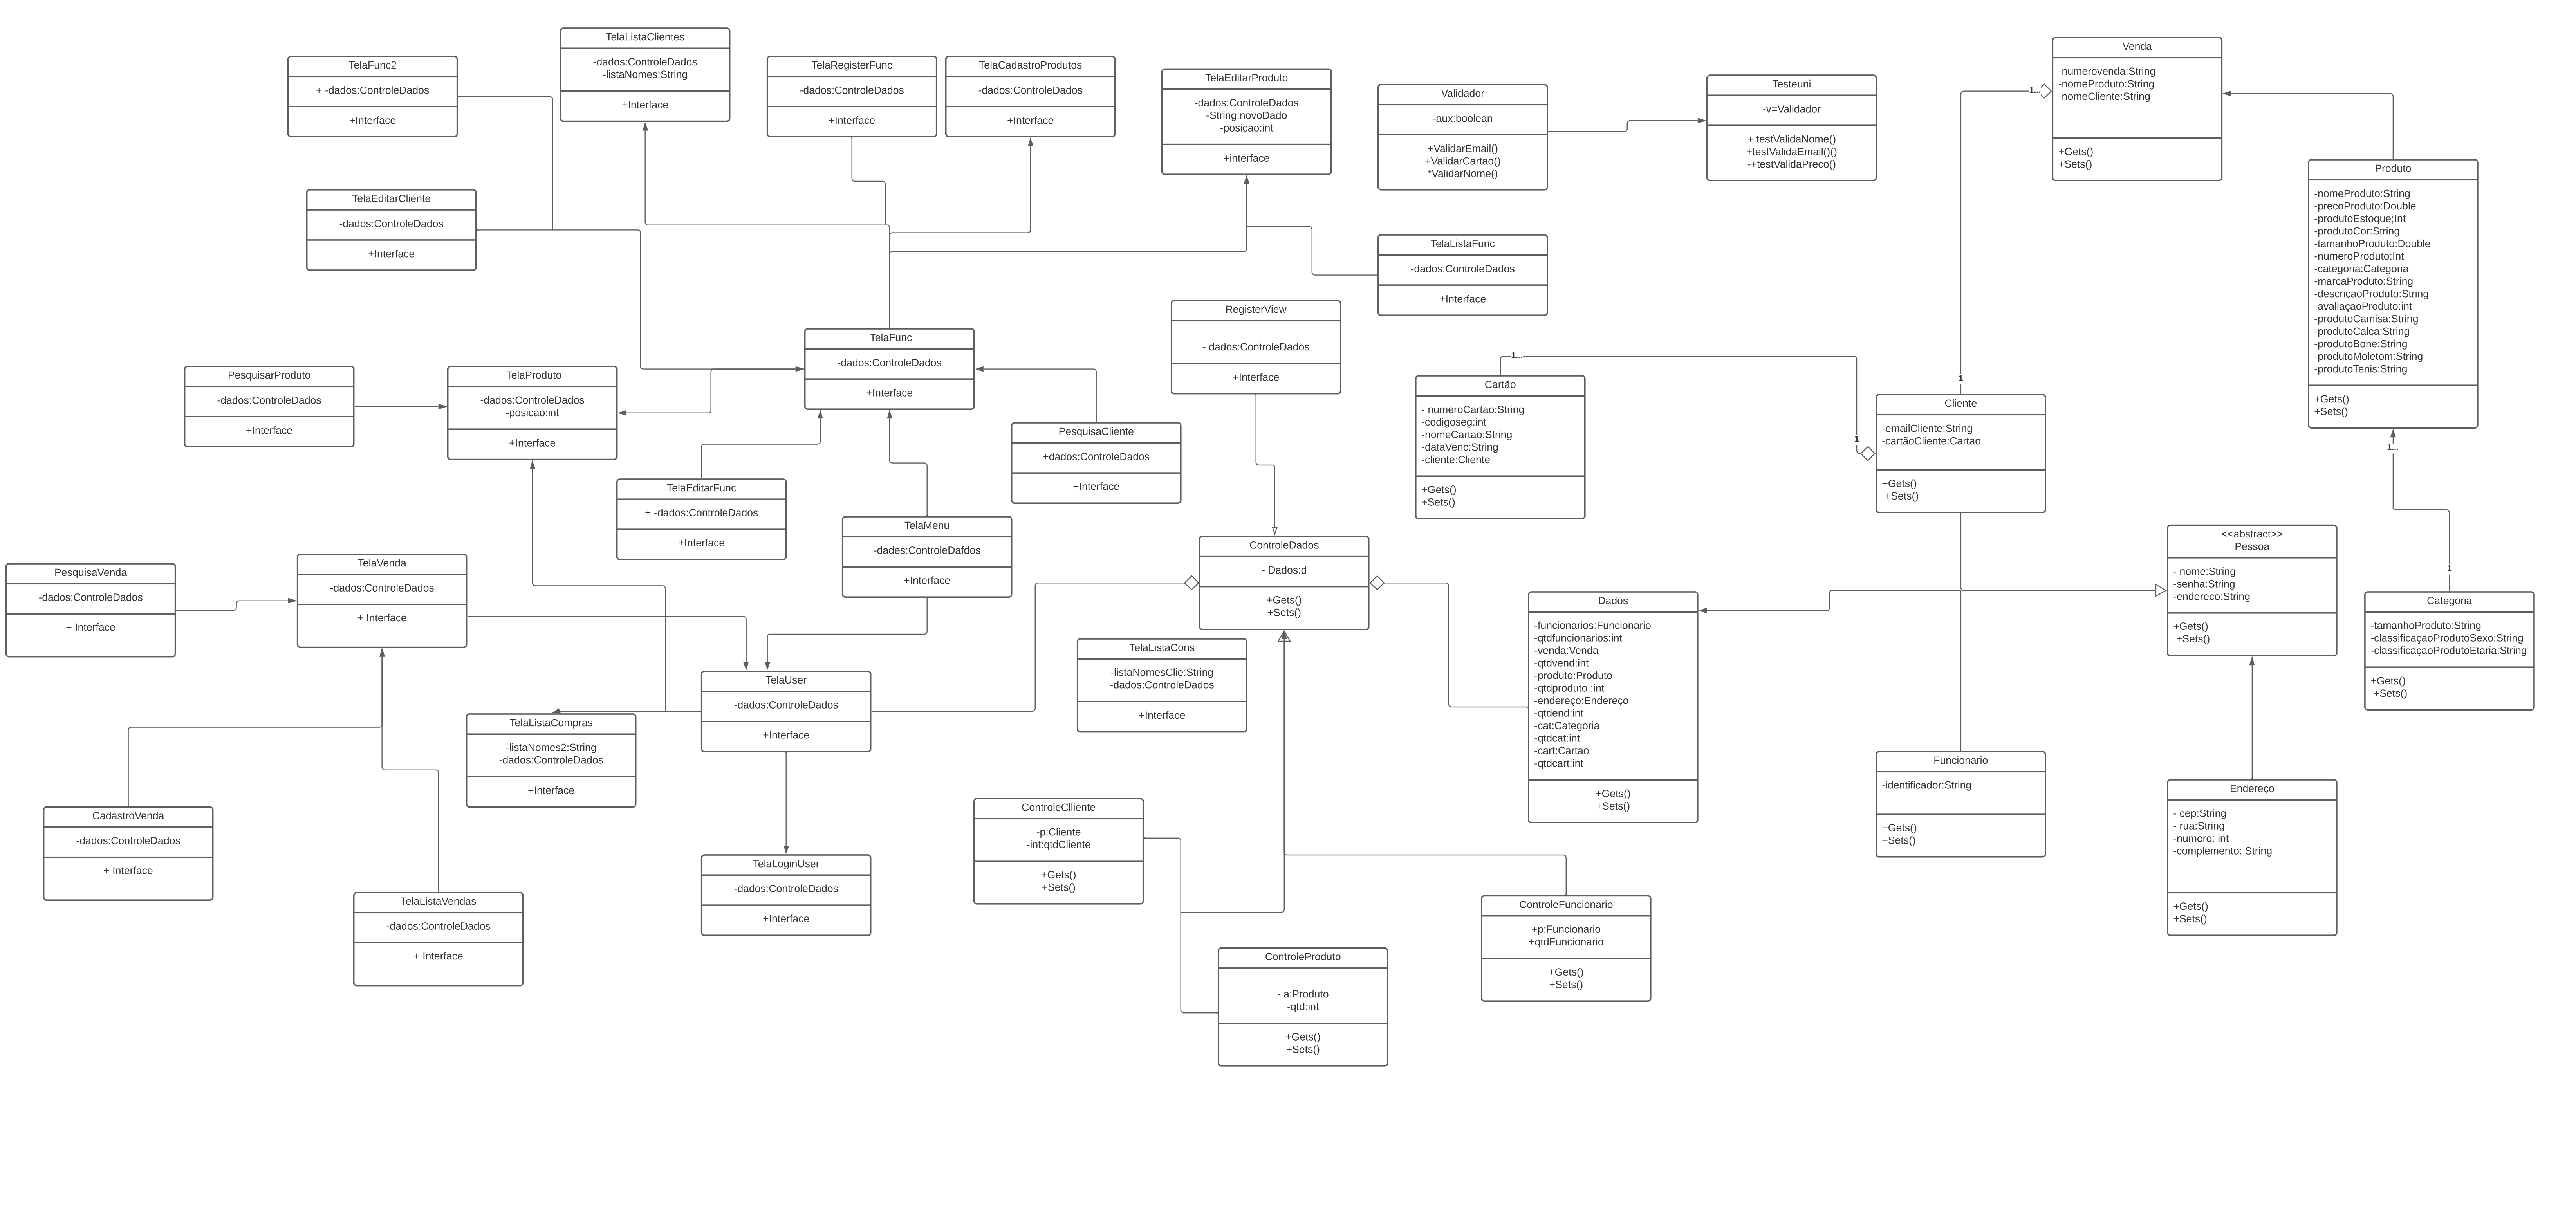 TelaFunc2
+ -dados:ControleDados
+Interface
TelaListaClientes
-dados:ControleDados
-listaNomes:String
+Interface
TelaRegisterFunc
-dados:ControleDados
+Interface
TelaCadastroProdutos
-dados:ControleDados
+Interface
TelaEditarProduto
-dados:ControleDados
-String:novoDado
-posicao:int
+interface
Validador
-aux:boolean
+ValidarEmail()
+ValidarCartao()
*ValidarNome()
Testeuni
-v=Validador
+ testValidaNome()
+testValidaEmail()()
-+testValidaPreco()
Venda
-numerovenda:String
-nomeProduto:String
-nomeCliente:String
+Gets()
+Sets()
1...
Produto
-nomeProduto:String
-precoProduto:Double
-produtoEstoque;Int
-produtoCor:String
-tamanhoProduto:Double
-numeroProduto:Int
-categoria:Categoria
-marcaProduto:String
-descriçaoProduto:String
-avaliaçaoProduto:int
-produtoCamisa:String
-produtoCalca:String
-produtoBone:String
-produtoMoletom:String
-produtoTenis:String
+Gets()
+Sets()
TelaEditarCliente
-dados:ControleDados
+Interface
TelaListaFunc
-dados:ControleDados
+Interface
RegisterView
- dados:ControleDados
+Interface
TelaFunc
-dados:ControleDados
+Interface
PesquisarProduto
-dados:ControleDados
+Interface
TelaProduto
-dados:ControleDados
-posicao:int
+Interface
PesquisaCliente
+dados:ControleDados
+Interface
1...
Cartão
- numeroCartao:String
-codigoseg:int
-nomeCartao:String
-dataVenc:String
-cliente:Cliente
+Gets()
+Sets()
1
1
Cliente
-emailCliente:String
-cartãoCliente:Cartao
+Gets()
+Sets()
1...
1
TelaEditarFunc
+ -dados:ControleDados
+Interface
TelaMenu
-dades:ControleDafdos
+Interface
ControleDados
- Dados:d
+Gets()
+Sets()
<<abstract>>
Pessoa
- nome:String
-senha:String
-endereco:String
+Gets()
+Sets()
Categoria
-tamanhoProduto:String
-classificaçaoProdutoSexo:String
-classificaçaoProdutoEtaria:String
+Gets()
+Sets()
PesquisaVenda
-dados:ControleDados
+ Interface
TelaVenda
-dados:ControleDados
+ Interface
Dados
-funcionarios:Funcionario
-qtdfuncionarios:int
-venda:Venda
-qtdvend:int
-produto:Produto
-qtdproduto :int
-endereço:Endereço
-qtdend:int
-cat:Categoria
-qtdcat:int
-cart:Cartao
-qtdcart:int
+Gets()
+Sets()
TelaListaCons
-listaNomesClie:String
-dados:ControleDados
+Interface
TelaUser
-dados:ControleDados
+Interface
TelaListaCompras
-listaNomes2:String
-dados:ControleDados
+Interface
Funcionario
-identificador:String
+Gets()
+Sets()
Endereço
- cep:String
- rua:String
-numero: int
-complemento: String
+Gets()
+Sets()
CadastroVenda
-dados:ControleDados
+ Interface
ControleClliente
-p:Cliente
-int:qtdCliente
+Gets()
+Sets()
TelaLoginUser
-dados:ControleDados
+Interface
TelaListaVendas
-dados:ControleDados
+ Interface
ControleFuncionario
+p:Funcionario
+qtdFuncionario
+Gets()
+Sets()
ControleProduto
- a:Produto
-qtd:int
+Gets()
+Sets()